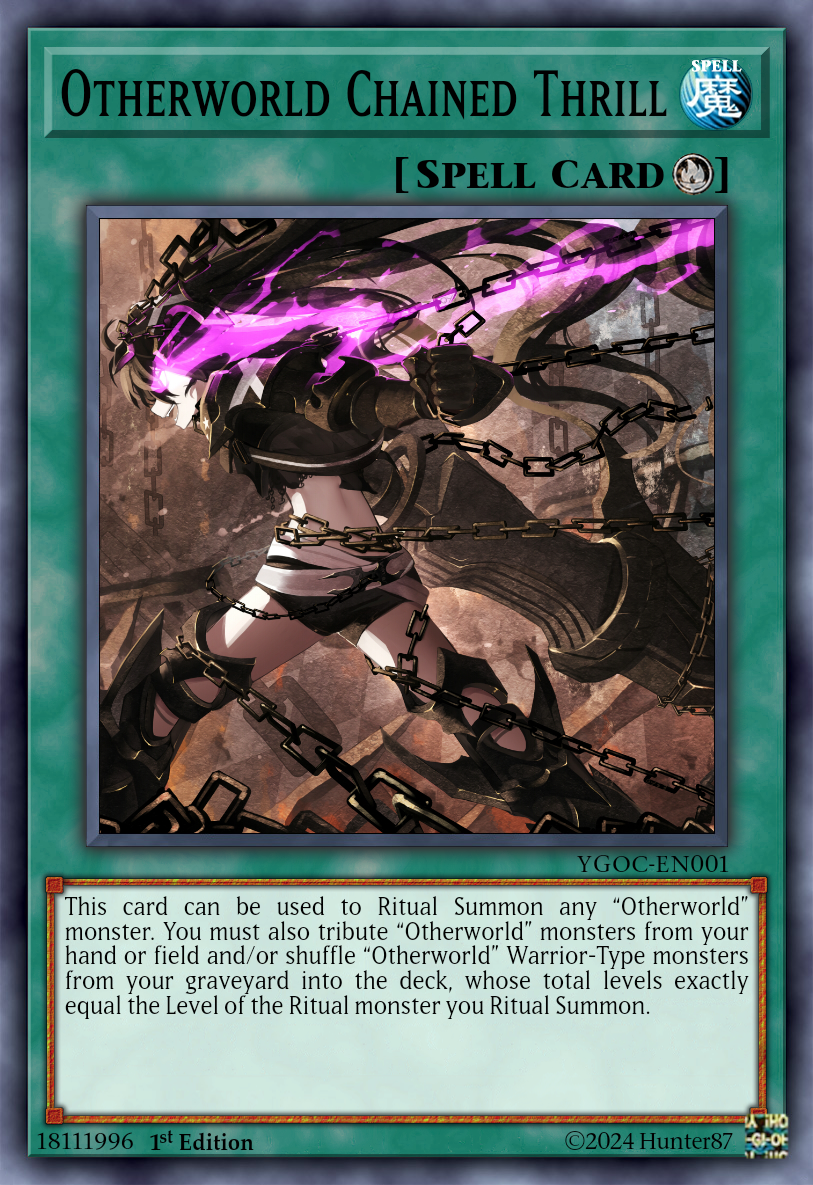 Otherworld Chained Thrill
SPELL
魔
[Spell Card]
YGOC-EN001
This card can be used to Ritual Summon any “Otherworld”
monster. You must also tribute “Otherworld” monsters from your
hand or field and/or shuffle “Otherworld” Warrior-Type monsters
from your graveyard into the deck, whose total levels exactly
equal the Level of the Ritual monster you Ritual Summon.
18111996 1st Edition
©2024 Hunter87